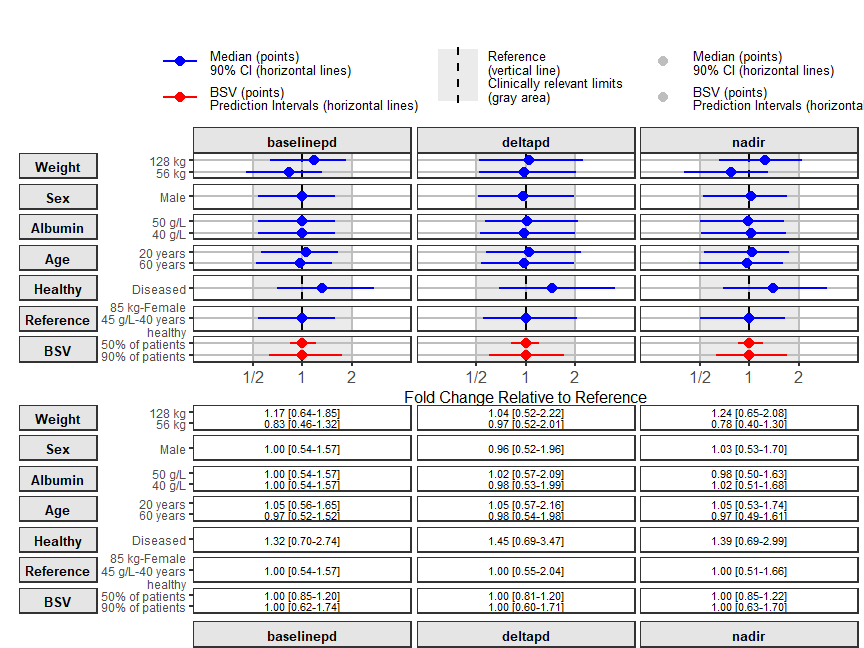 Median (points)
90% CI (horizontal lines)
BSV (points)
Prediction Intervals (horizontal lines)
Reference
(vertical line)
Clinically relevant limits
(gray area)
Median (points)
90% CI (horizontal lines)
BSV (points)
Prediction Intervals (horizonta
baselinepd deltapd nadir
Weight
128 kg
56 kg
Sex
Male
Albumin
50 g/L
40 g/L
Age
20 years
60 years
Healthy
Diseased
Reference
85 kg-Female
45 g/L-40 years
healthy
BSV
50% of patients
90% of patients
1/2 1 2 1/2 1 2 1/2 1 2
Fold Change Relative to Reference
Weight
128 kg 1.17 [0.64-1.85] 1.04 [0.52-2.22] 1.24 [0.65-2.08]
56 kg 0.83 [0.46-1.32] 0.97 [0.52-2.01] 0.78 [0.40-1.30]
Sex
Male 1.00 [0.54-1.57] 0.96 [0.52-1.96] 1.03 [0.53-1.70]
Albumin
50 g/L 1.00 [0.54-1.57] 1.02 [0.57-2.09] 0.98 [0.50-1.63]
40 g/L 1.00 [0.54-1.57] 0.98 [0.53-1.99] 1.02 [0.51-1.68]
Age
20 years 1.05 [0.56-1.65] 1.05 [0.57-2.16] 1.05 [0.53-1.74]
60 years 0.97 [0.52-1.52] 0.98 [0.54-1.98] 0.97 [0.49-1.61]
Healthy
Diseased 1.32 [0.70-2.74] 1.45 [0.69-3.47] 1.39 [0.69-2.99]
Reference
85 kg-Female
45 g/L-40 years 1.00 [0.54-1.57] 1.00 [0.55-2.04] 1.00 [0.51-1.66]
healthy
BSV
50% of patients 1.00 [0.85-1.20] 1.00 [0.81-1.20] 1.00 [0.85-1.22]
90% of patients 1.00 [0.62-1.74] 1.00 [0.60-1.71] 1.00 [0.63-1.70]
baselinepd deltapd nadir